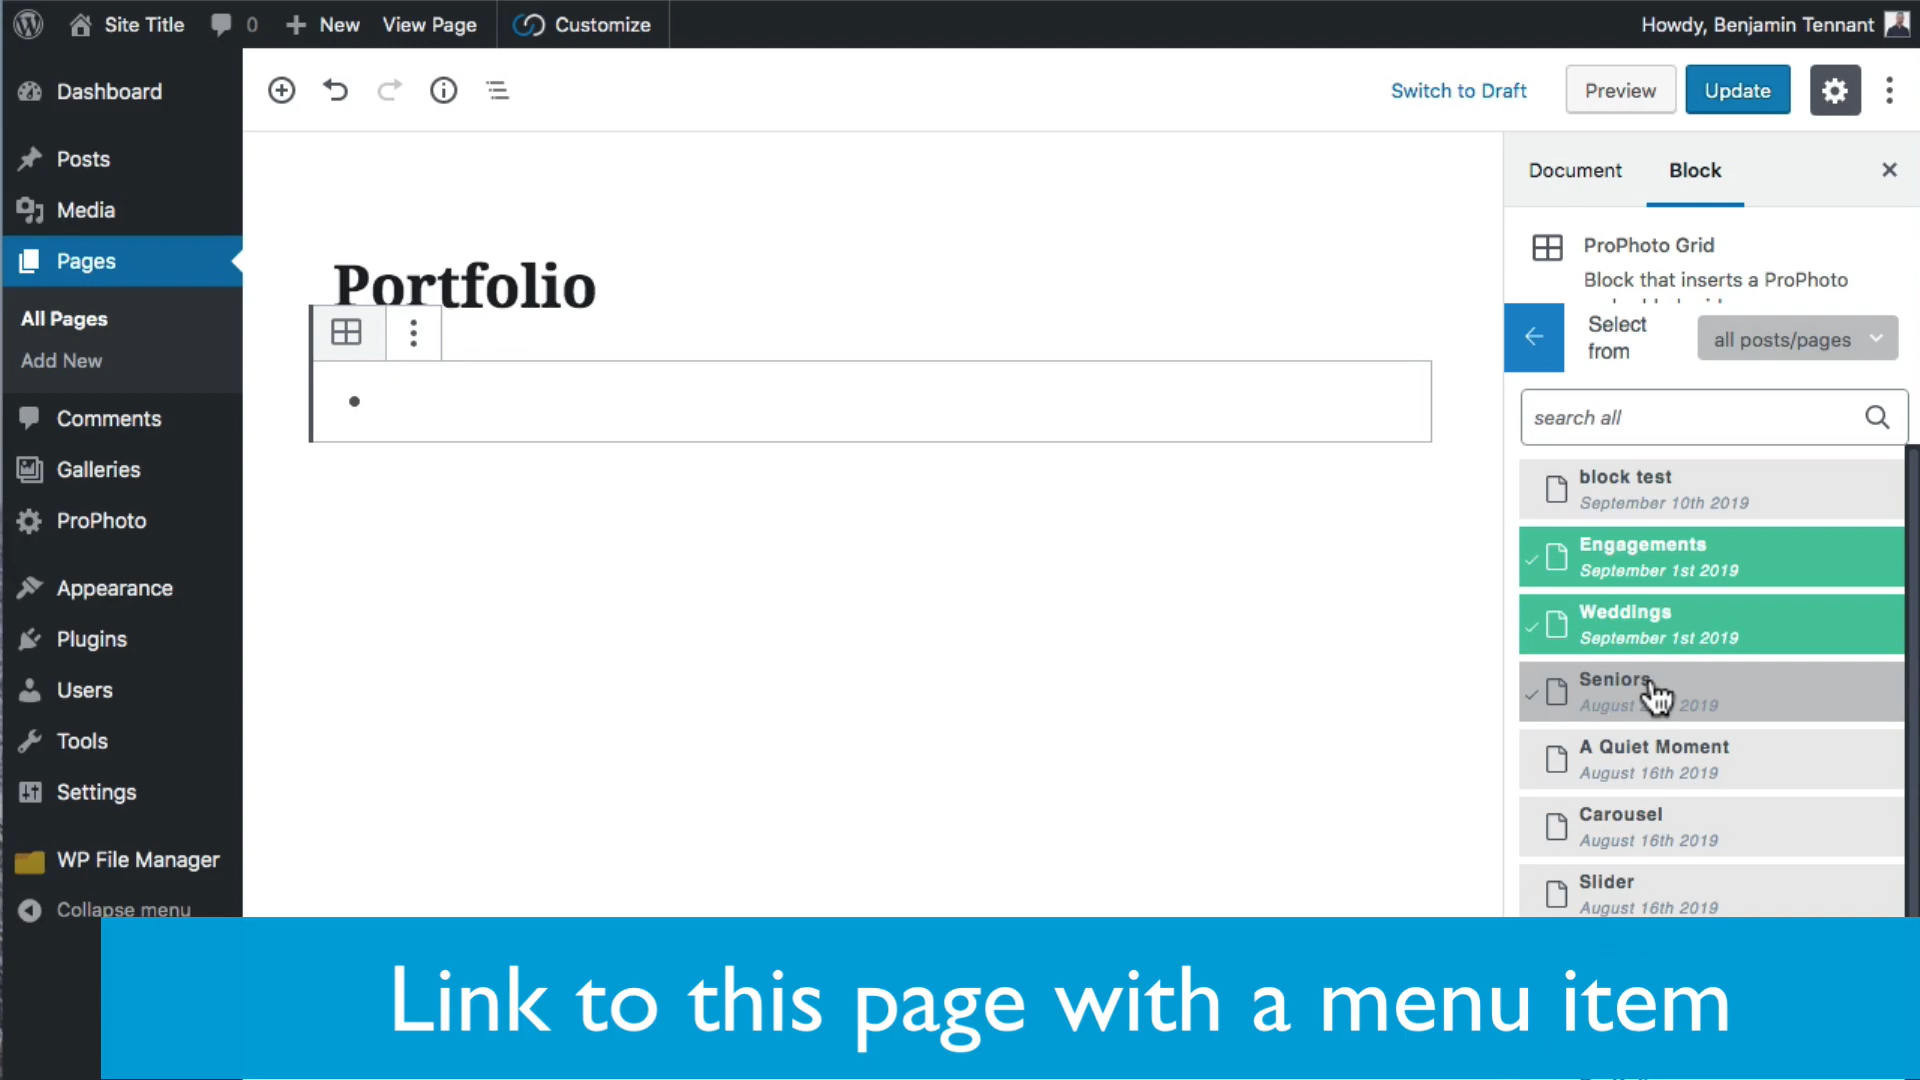 Site Title
0
New
View Page
Customize
Howdy, Benjamin Tennant
Dashboard
Posts
Media
Pages
All Pages
Add New
Comments
Galleries
ProPhoto
Appearance
Plugins
Users
Tools
Settings
WP File Manager
Collapse menu
Switch to Draft
Preview
Update
Portfolio
Document
Block
ProPhoto Grid
Block that inserts a ProPhoto
Select
from
all posts/pages
search all
block test
September 10th 2019
Engagements
September 1st 2019
Weddings
September 1st 2019
Seniors
August 2019
A Quiet Moment
August 16th 2019
Carousel
August 16th 2019
Slider
August 16th 2019
Link to this page with a menu item